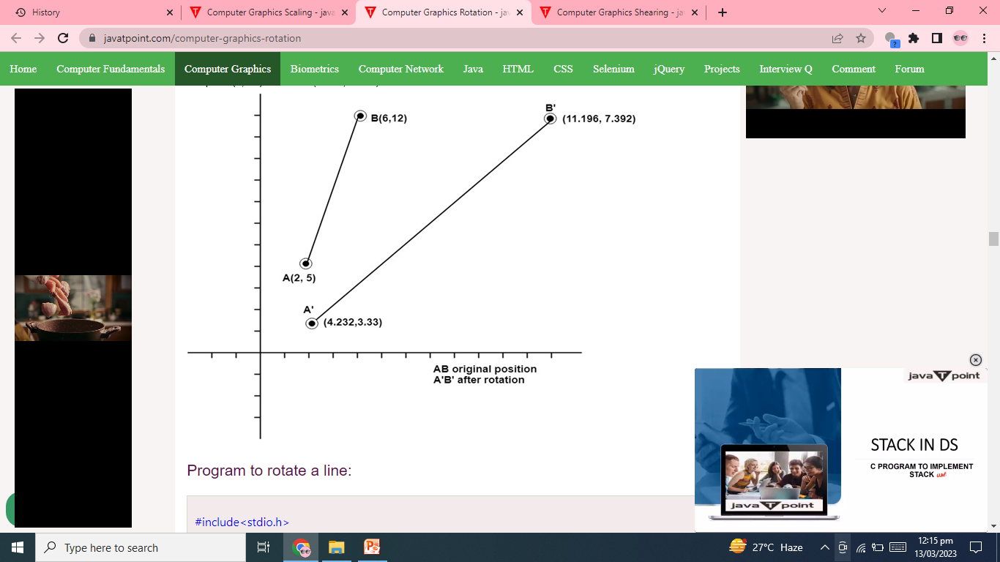 History
Computer Graphics Scaling - java
Computer Graphics Rotation - jav
Computer Graphics Shearing - ja
javatpoint.com/computer-graphics-rotation
Home Computer Fundamentals Computer Graphics Biometrics Computer Network Java HTML CSS Selenium jQuery Projects Interview Q Comment Forum
B(6,12)
B'
(11.196, 7.392)
A(2, 5)
A'
(4.232,3.33)
AB original position
A'B' after rotation
Program to rotate a line:
#include<stdio.h>
java T point
STACK IN DS
C PROGRAM TO IMPLEMENT
STACK
java T point
Type here to search
27°C Haze
12:15 pm
13/03/2023